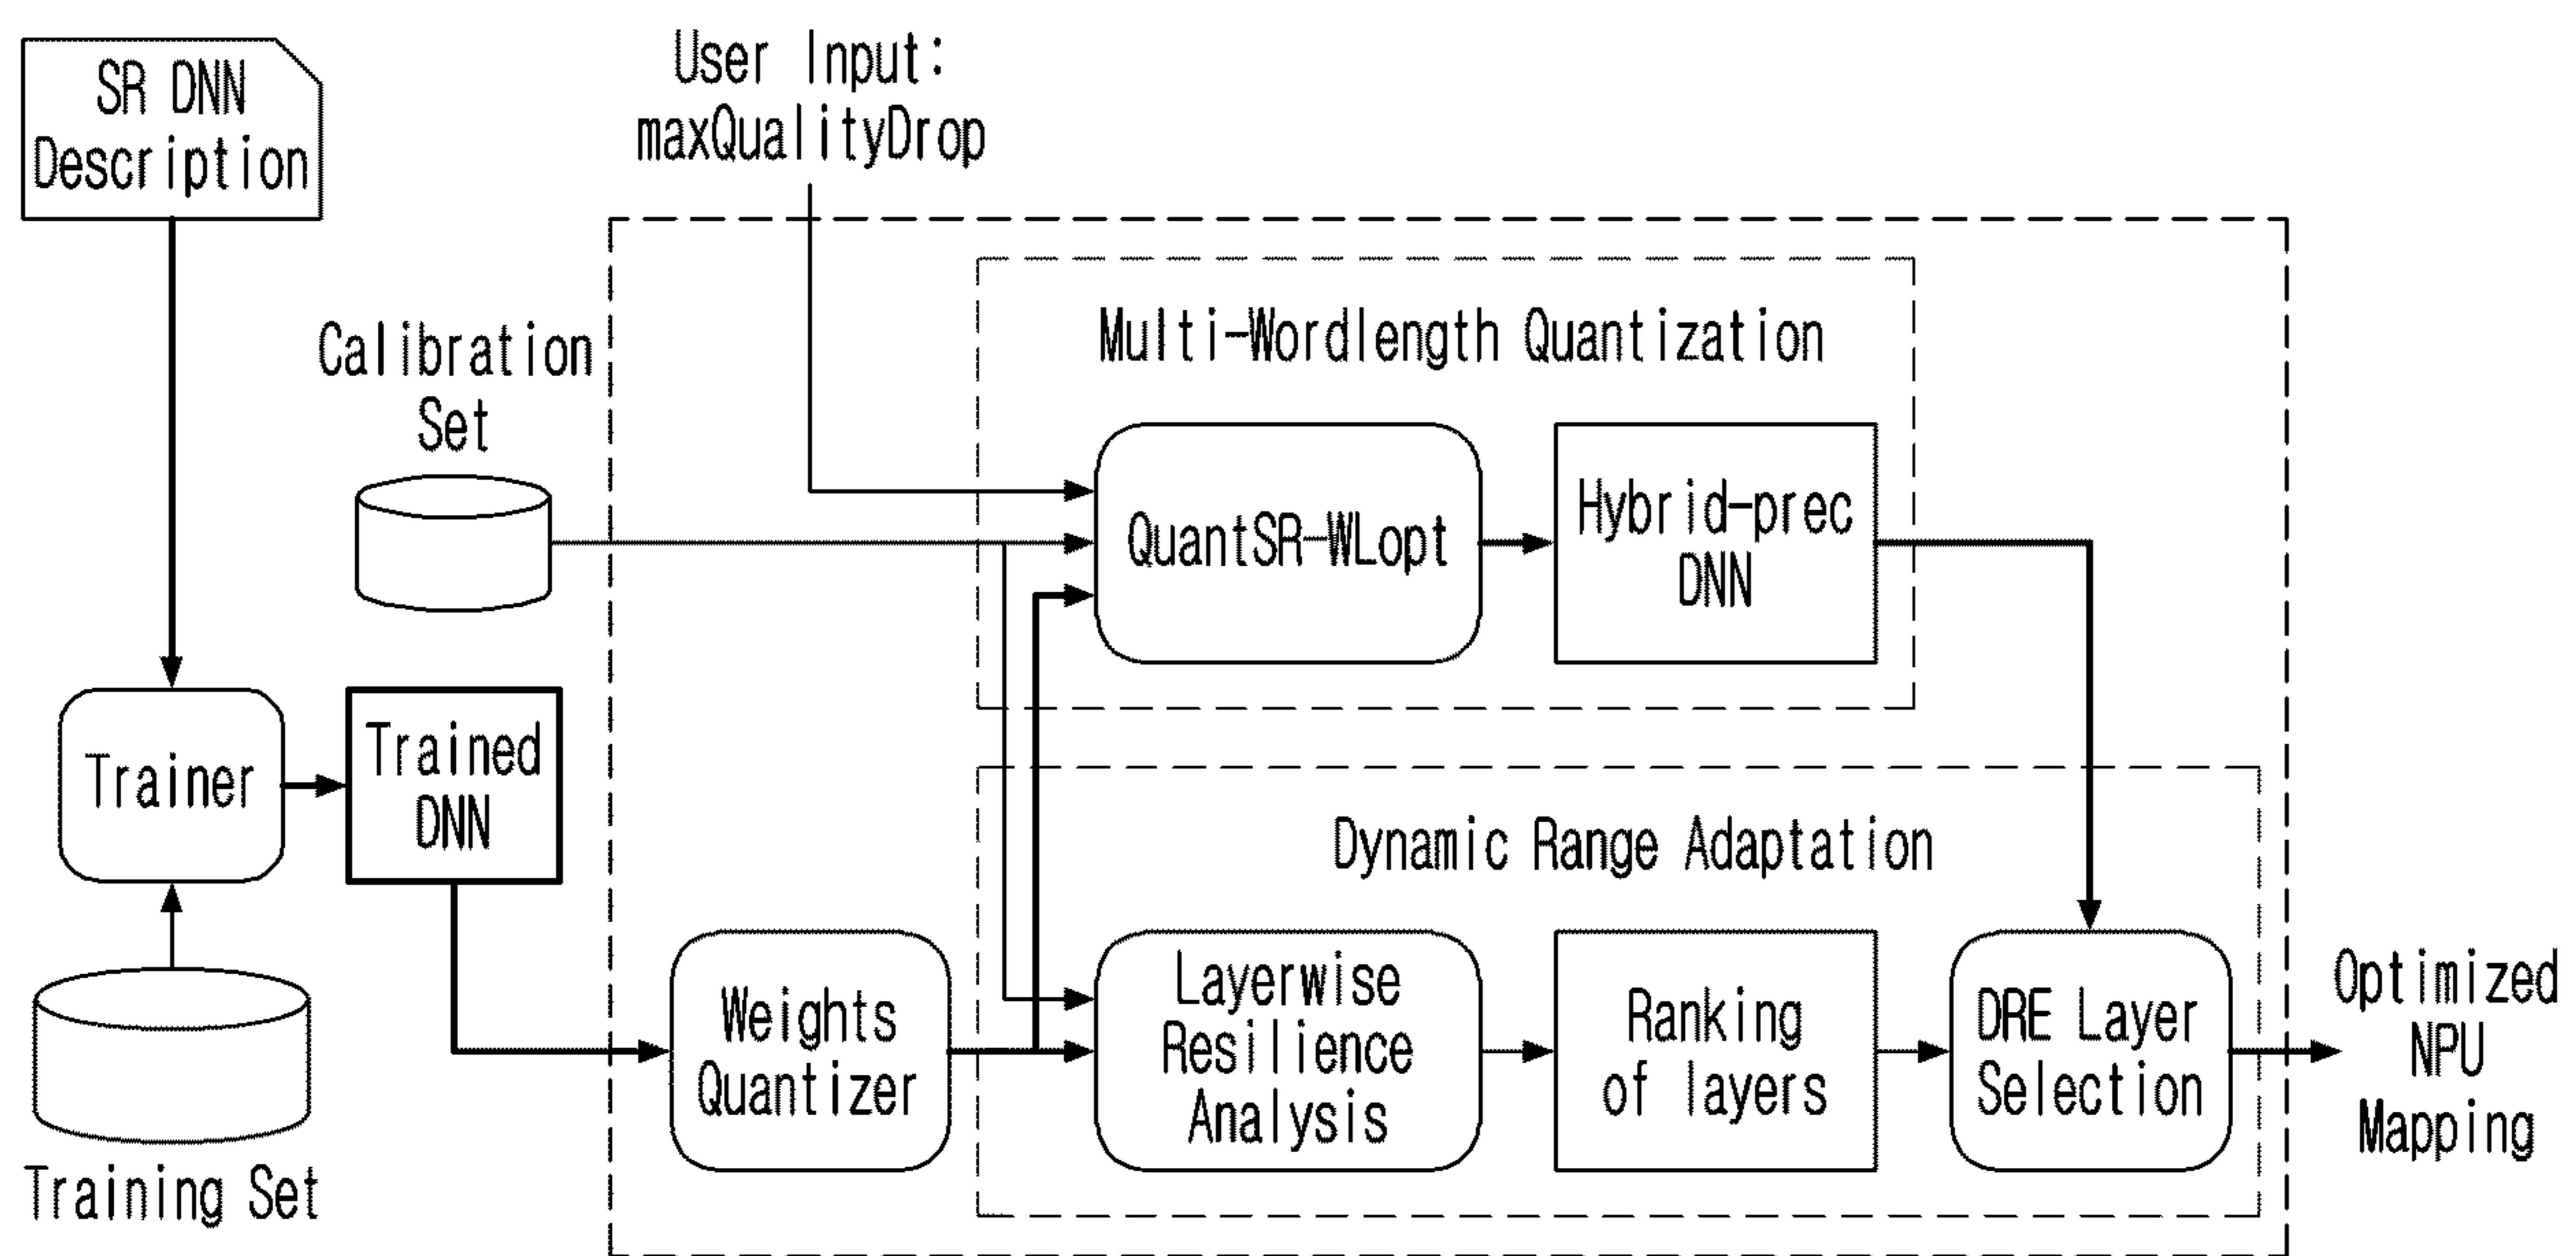 SR DNN
Description
User Input:
maxQualityDrop
Calibration
Set
Multi-Wordlength Quantization
QuantSR-WLopt
Hybrid-prec
DNN
Trainer
Trained
DNN
Training Set
Dynamic Range Adaptation
Weights
Quantizer
Layerwise
Resilience
Analysis
Ranking
of layers
DRE Layer
Selection
Optimized
NPU
Mapping